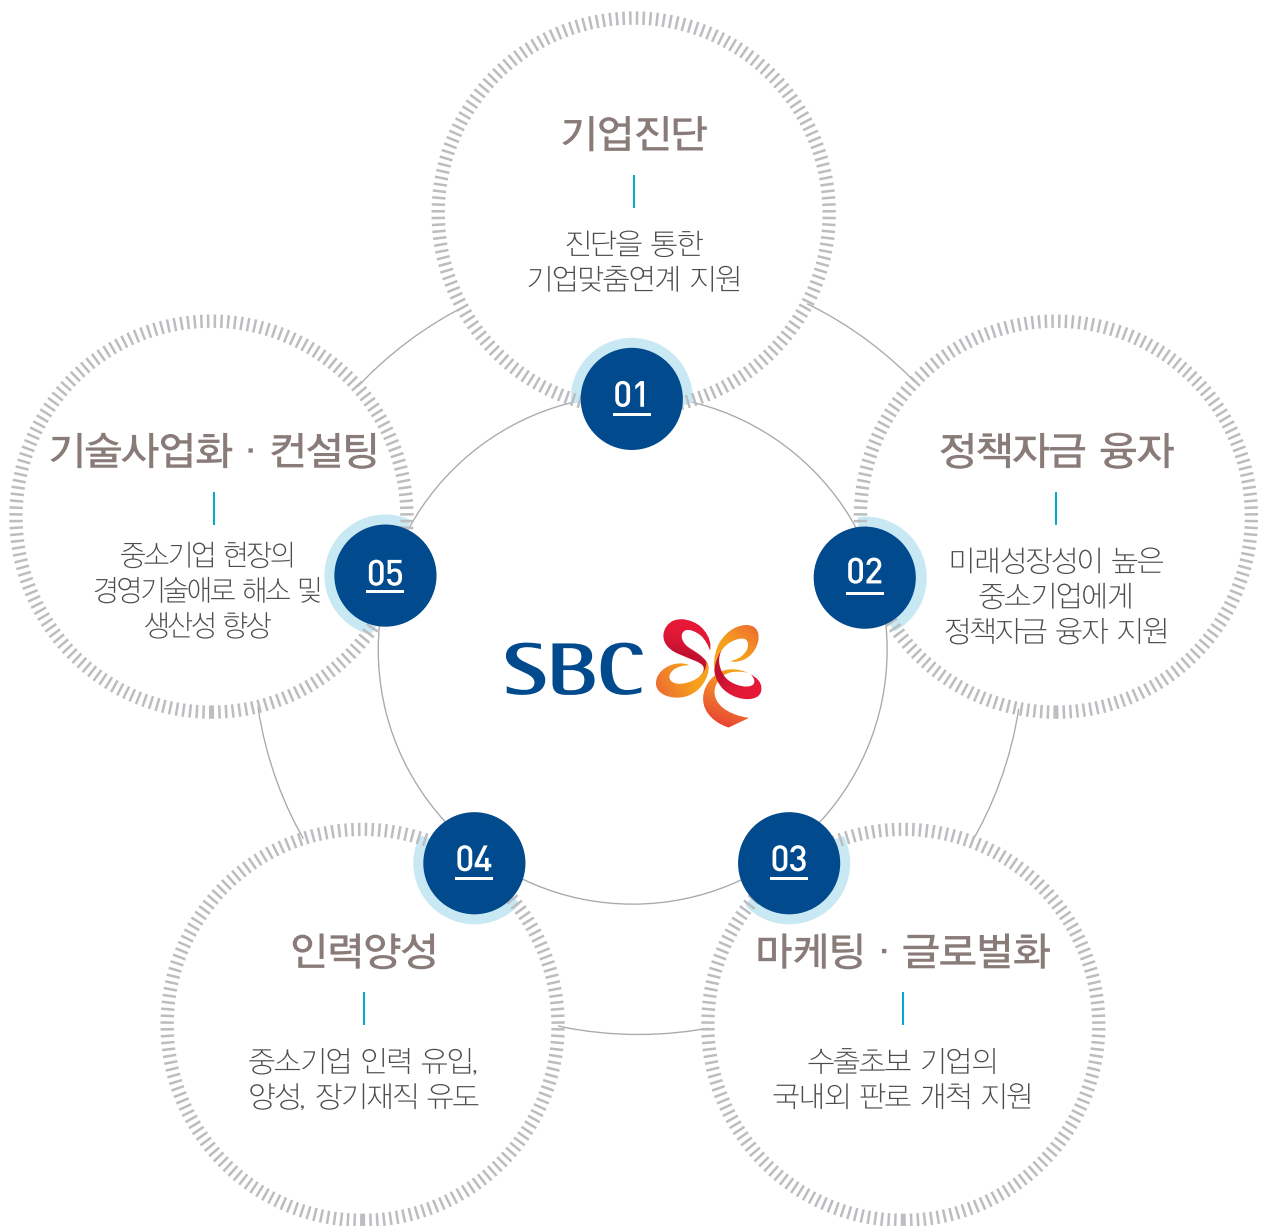 기업진단
진단을 통한
기업맞춤연계 지원
01
정책자금 융자
미래성장성이 높은
중소기업에게
정책자금 융자 지원
02
마케팅 · 글로벌화
수출초보 기업의
국내외 판로 개척 지원
03
인력양성
중소기업 인력 유입,
양성, 장기재직 유도
04
기술사업화 · 컨설팅
중소기업 현장의
경영기술애로 해소 및
생산성 향상
05
SBC